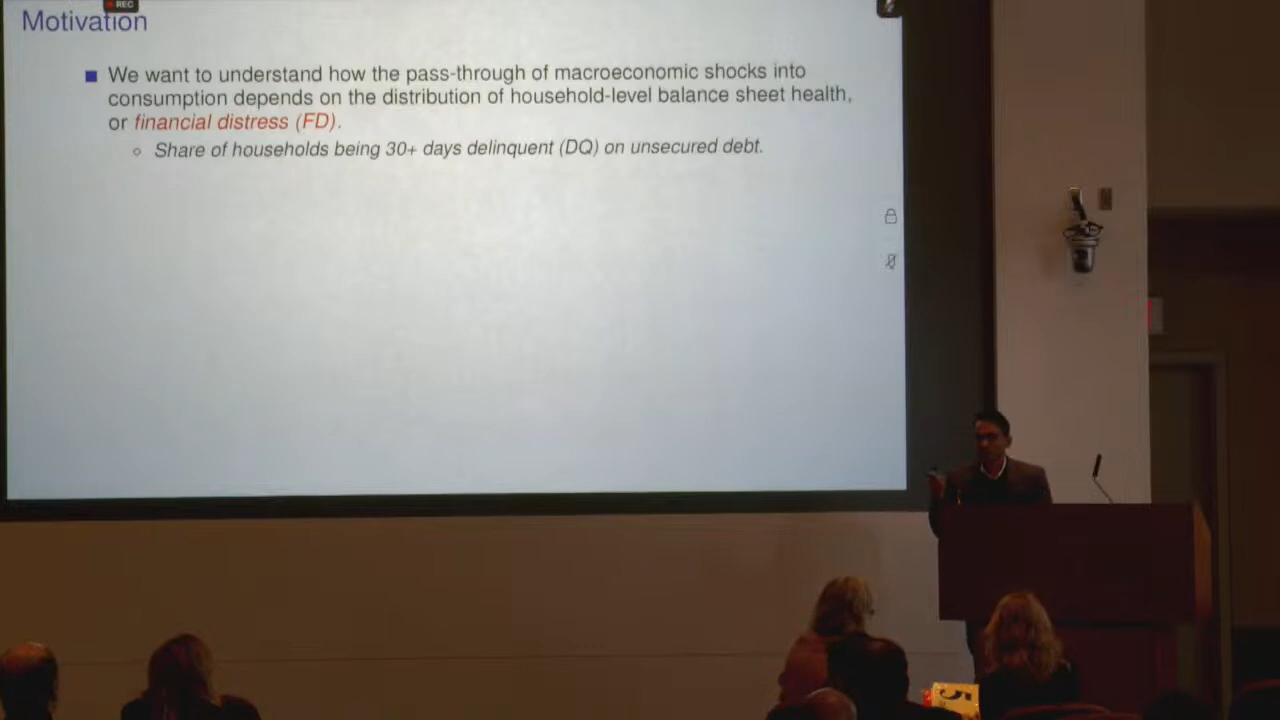 REC
Motivation
We want to understand how the pass-through of macroeconomic shocks into
consumption depends on the distribution of household-level balance sheet health,
or financial distress (FD).
Share of households being 30+ days delinquent (DQ) on unsecured debt.
5